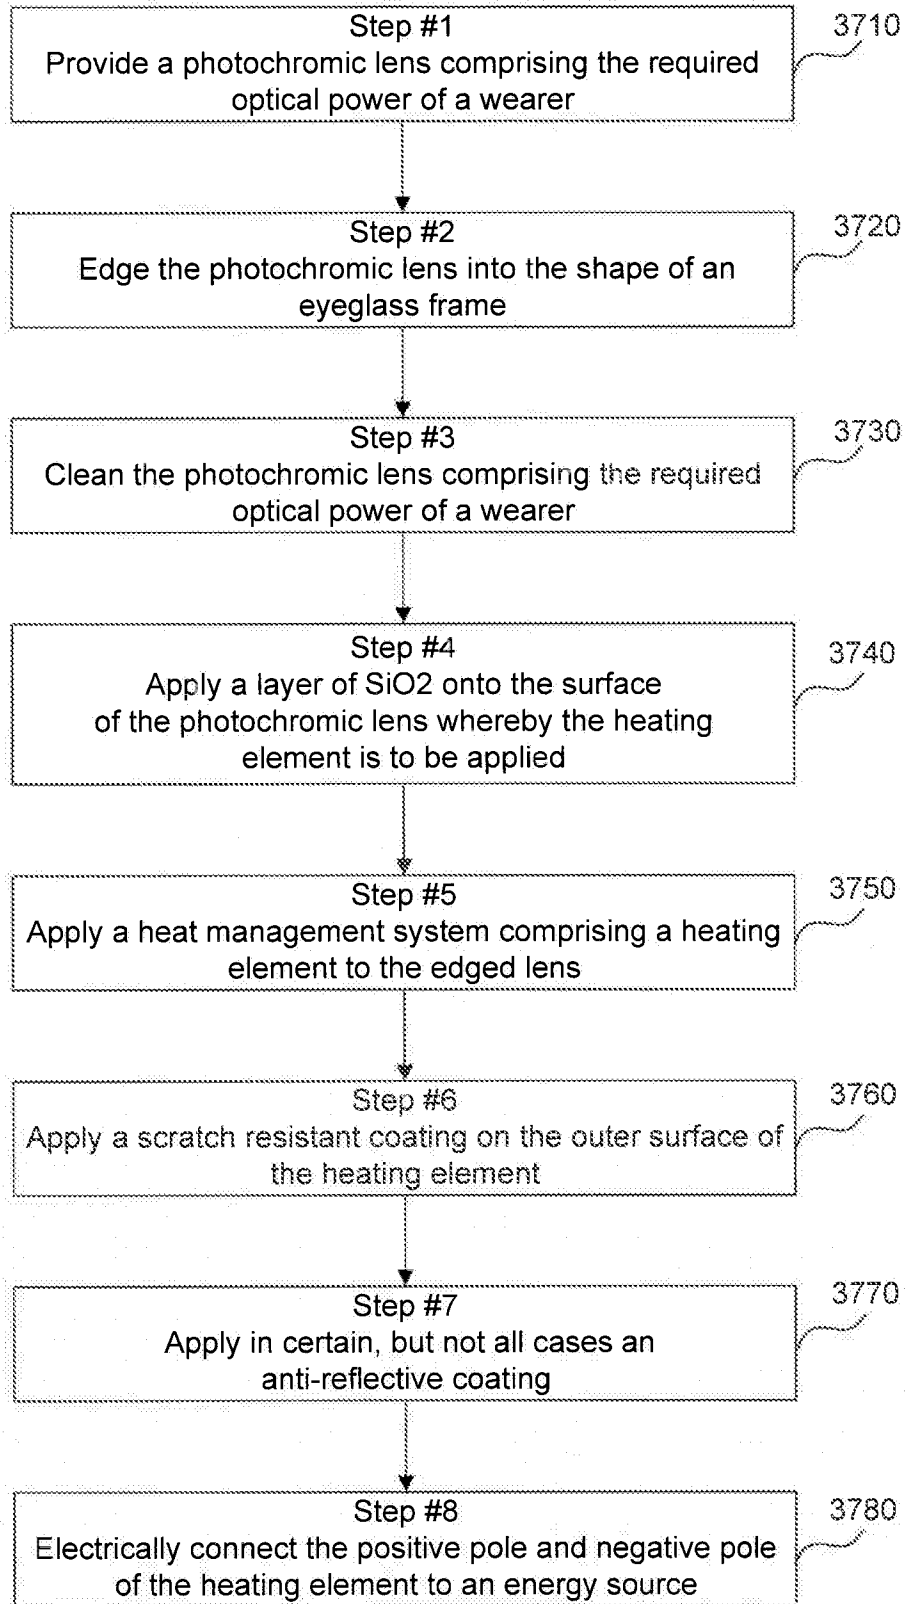 Step #1
3710
Provide a photochromic lens comprising the required
optical power of a wearer
Step #2
3720
Edge the photochromic lens into the shape of an
eyeglass frame
Step #3
3730
Clean the photochromic lens comprising the required
optical power of a wearer
Step #4
3740
Apply a layer of SiO2 onto the surface
of the photochromic lens whereby the heating
element is to be applied
Step #5
3750
Apply a heat management system comprising a heating
element to the edged lens
Step #6
3760
Apply a scratch resistant coating on the outer surface of
the heating element
Step #7
3770
Apply in certain, but not all cases an
anti-reflective coating
Step #8
3780
Electrically connect the positive pole and negative pole
of the heating element to an energy source